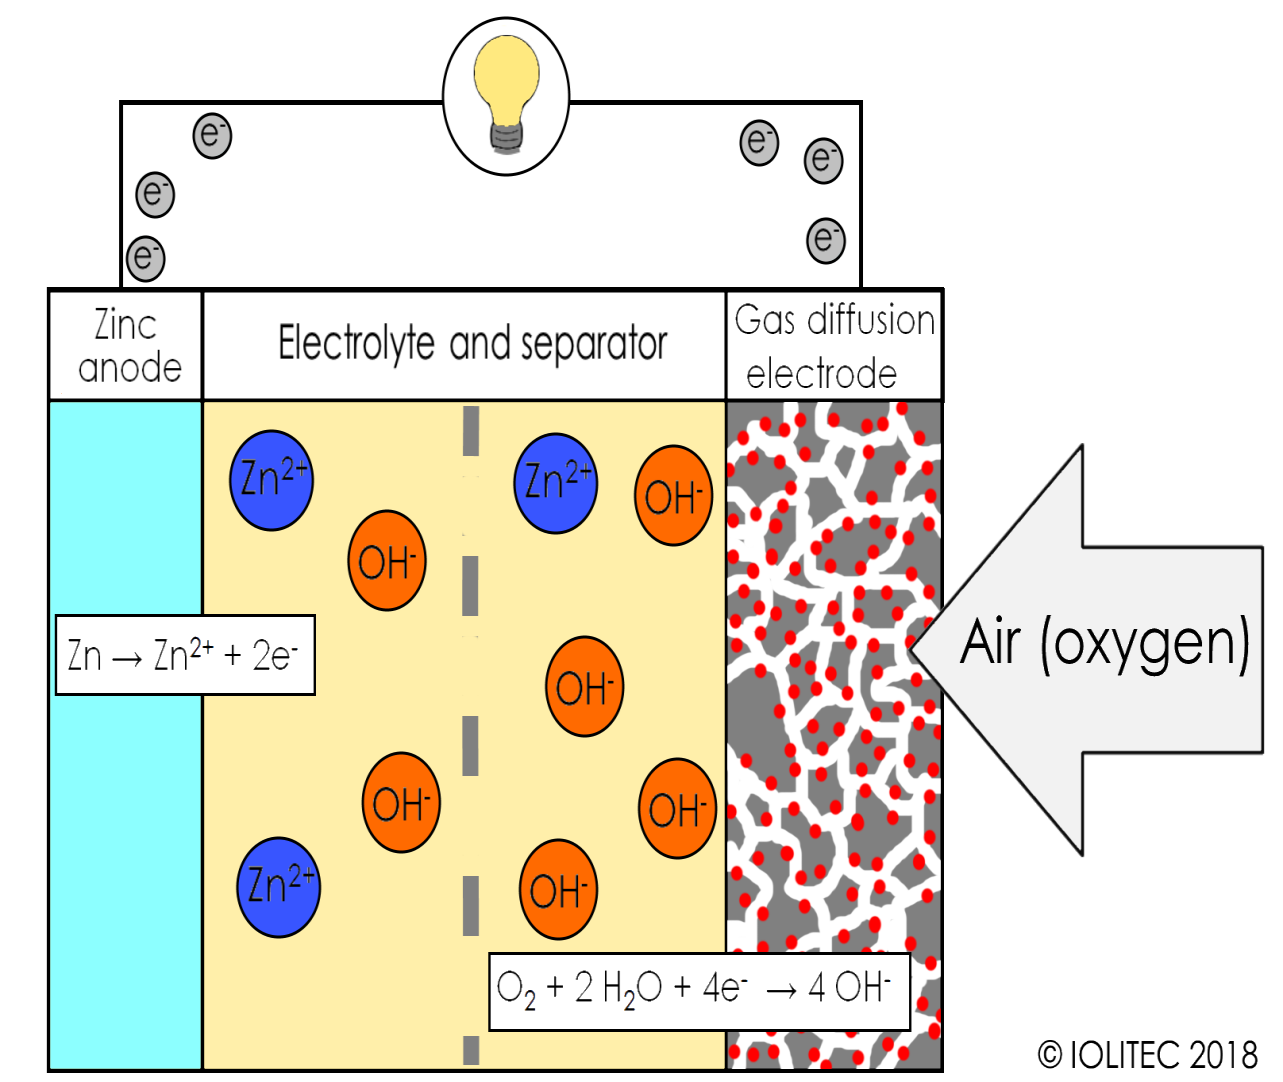 e⁻
e⁻
e⁻
e⁻
e⁻
e⁻
Zinc
anode
Electrolyte and separator
Gas diffusion
electrode
Zn²⁺
Zn²⁺
OH⁻
OH⁻
Zn → Zn²⁺ + 2e⁻
OH⁻
Air (oxygen)
OH⁻
OH⁻
Zn²⁺
OH⁻
O₂ + 2 H₂O + 4e⁻ → 4 OH⁻
© IOLITEC 2018